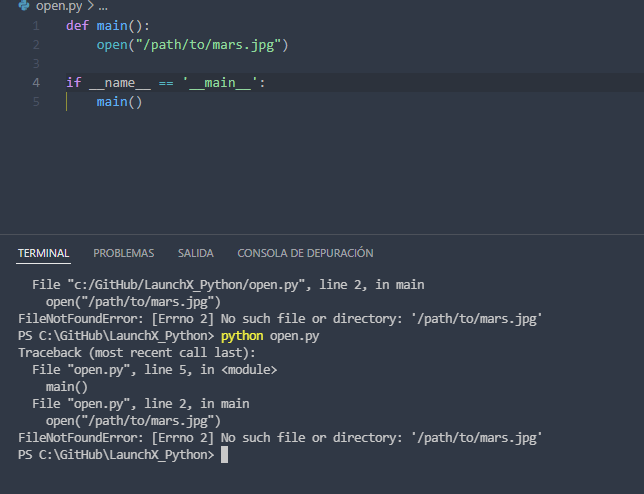 open.py > ...
1 def main():
2 open("/path/to/mars.jpg")
3
4 if __name__ == '__main__':
5 main()
TERMINAL PROBLEMAS SALIDA CONSOLA DE DEPURACIÓN
File "c:/GitHub/LaunchX_Python/open.py", line 2, in main
open("/path/to/mars.jpg")
FileNotFoundError: [Errno 2] No such file or directory: '/path/to/mars.jpg'
PS C:\GitHub\LaunchX_Python> python open.py
Traceback (most recent call last):
File "open.py", line 5, in <module>
main()
File "open.py", line 2, in main
open("/path/to/mars.jpg")
FileNotFoundError: [Errno 2] No such file or directory: '/path/to/mars.jpg'
PS C:\GitHub\LaunchX_Python>